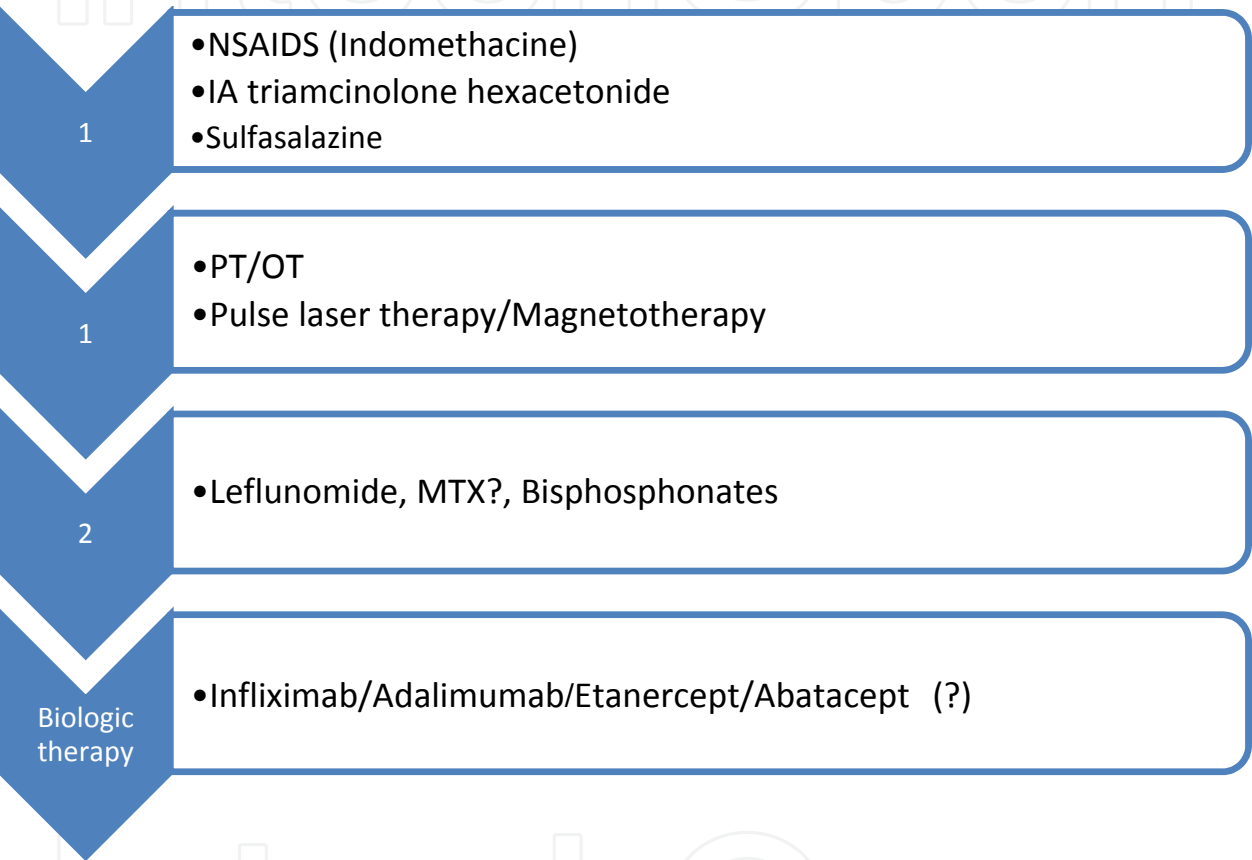 1
•NSAIDS (Indomethacine)
•IA triamcinolone hexacetonide
•Sulfasalazine
1
•PT/OT
•Pulse laser therapy/Magnetotherapy
2
•Leflunomide, MTX?, Bisphosphonates
Biologic
therapy
•Infliximab/Adalimumab/Etanercept/Abatacept (?)